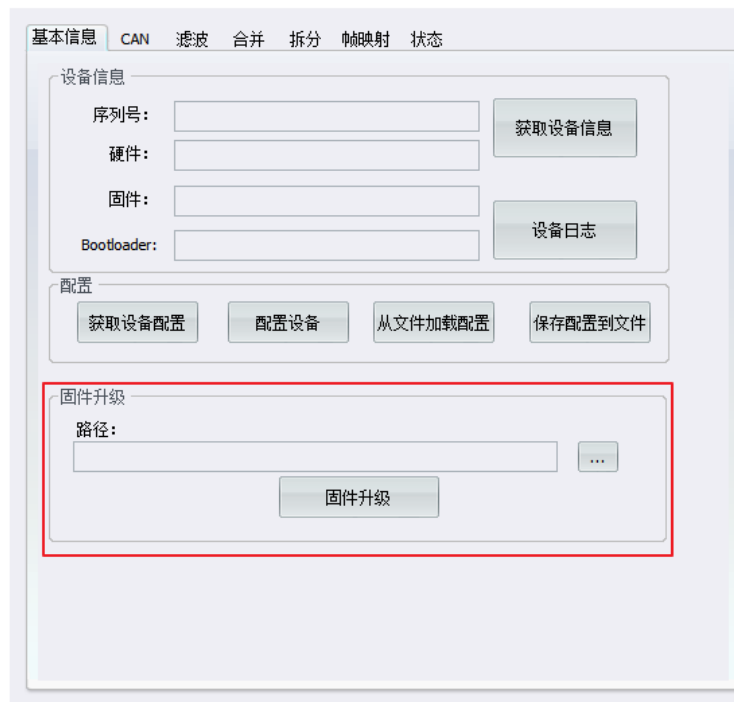 基本信息 CAN 滤波 合并 拆分 帧映射 状态
设备信息
序列号:
获取设备信息
硬件:
固件:
设备日志
Bootloader:
配置
获取设备配置 配置设备 从文件加载配置 保存配置到文件
固件升级
路径:
...
固件升级